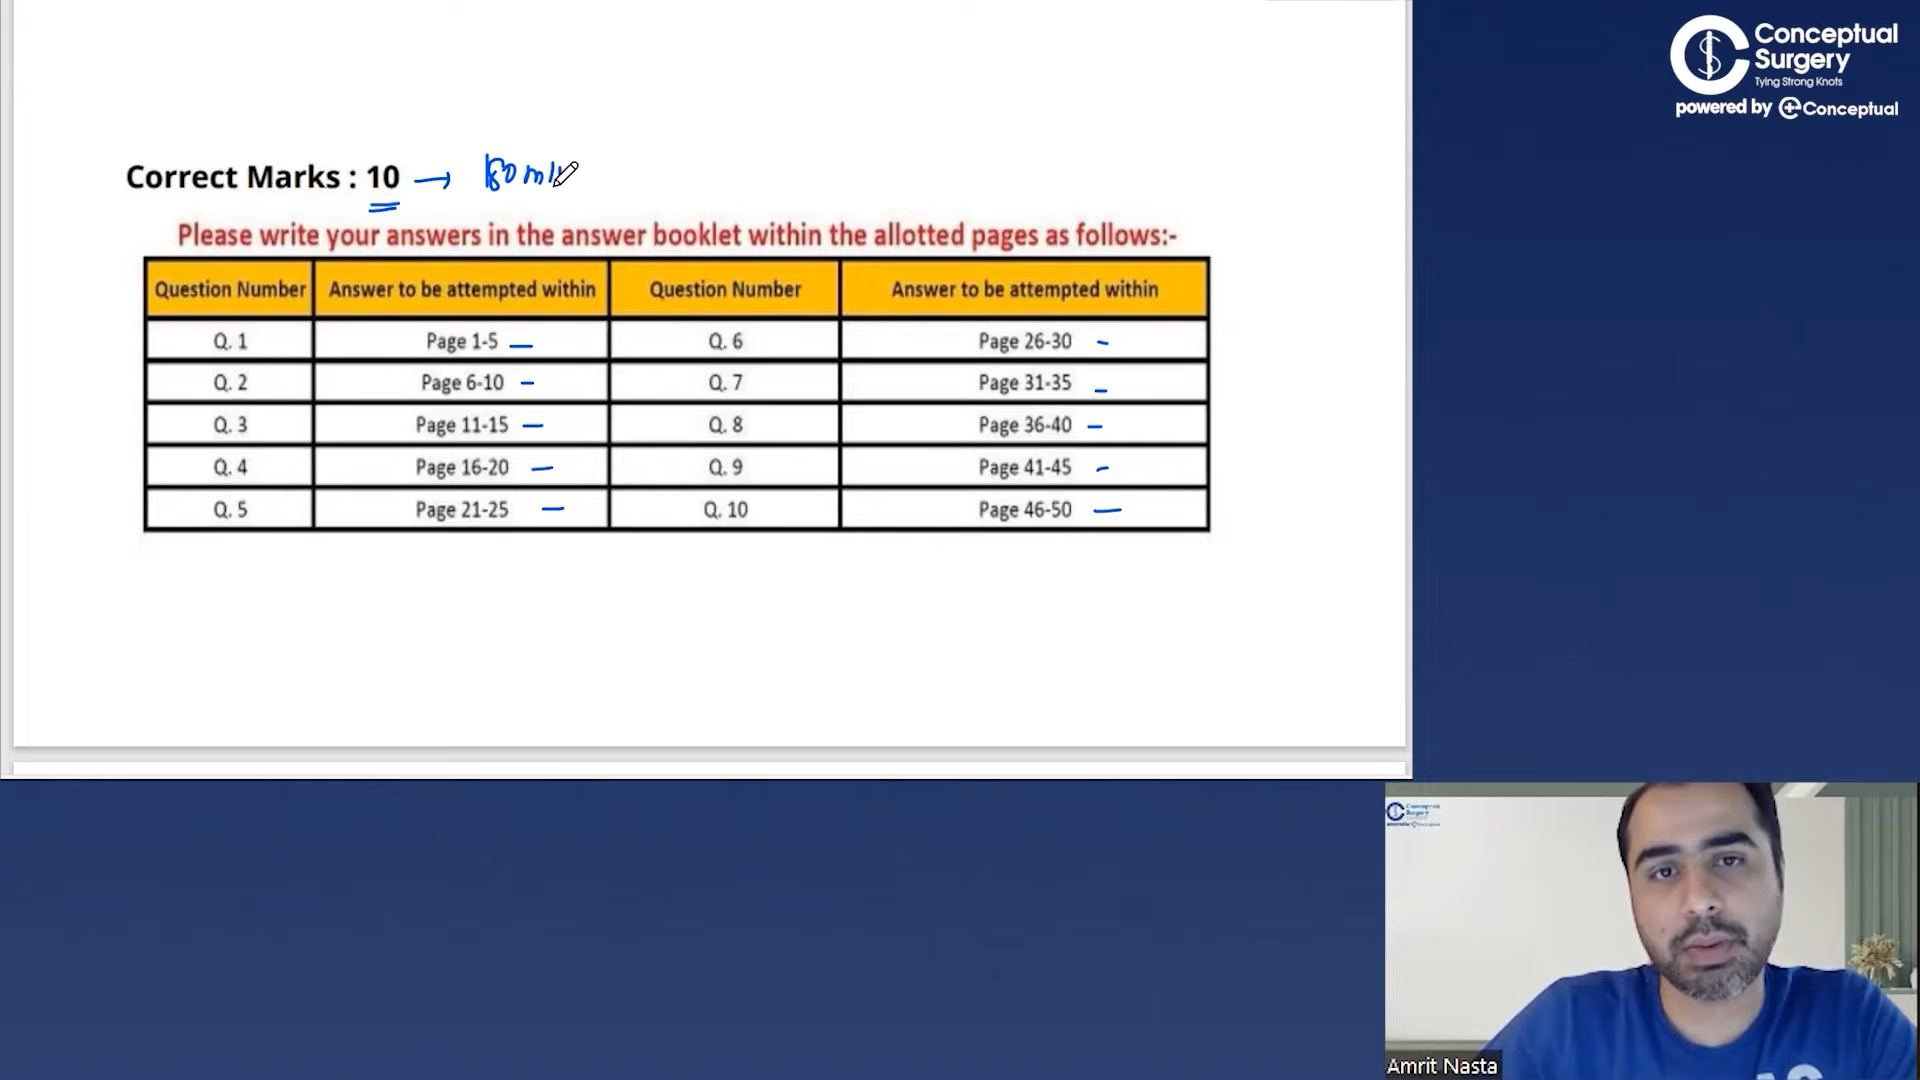 Conceptual
Surgery
Tying Strong Knots
powered by Conceptual
Correct Marks : 10
Please write your answers in the answer booklet within the allotted pages as follows:-
Question Number Answer to be attempted within Question Number Answer to be attempted within
Q. 1 Page 1-5 Q. 6 Page 26-30
Q. 2 Page 6-10 Q. 7 Page 31-35
Q. 3 Page 11-15 Q. 8 Page 36-40
Q. 4 Page 16-20 Q. 9 Page 41-45
Q. 5 Page 21-25 Q. 10 Page 46-50
Conceptual
Surgery
Amrit Nasta